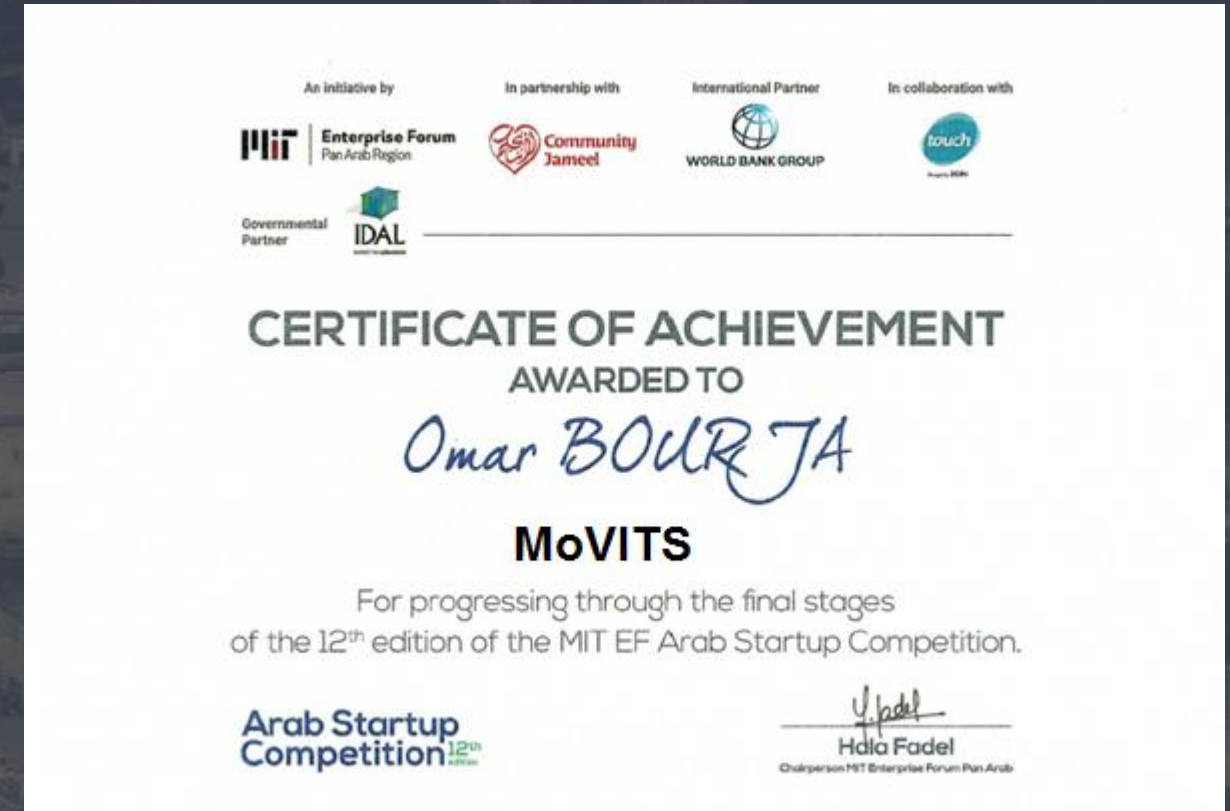 An initiative by
In partnership with
International Partner
In collaboration with
MiT Enterprise Forum
Pan Arab Region
Community
Jameel
WORLD BANK GROUP
touch
Governmental
Partner
IDAL
CERTIFICATE OF ACHIEVEMENT
AWARDED TO
Omar BOURJA
MoVITS
For progressing through the final stages
of the 12th edition of the MIT EF Arab Startup Competition.
Arab Startup
Competition 12th
edition
Hala Fadel
Chairperson MIT Enterprise Forum Pan Arab